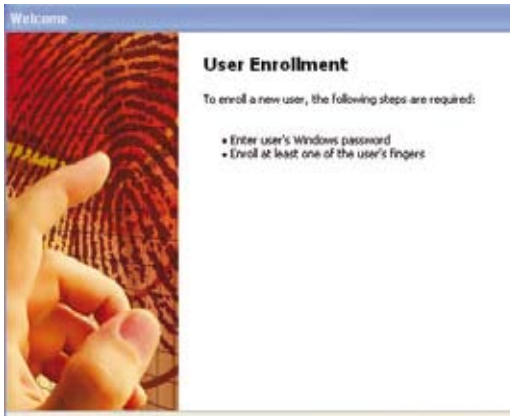 Welcome
User Enrollment
To enroll a new user, the following steps are required:
• Enter user's Windows password
• Enroll at least one of the user's fingers